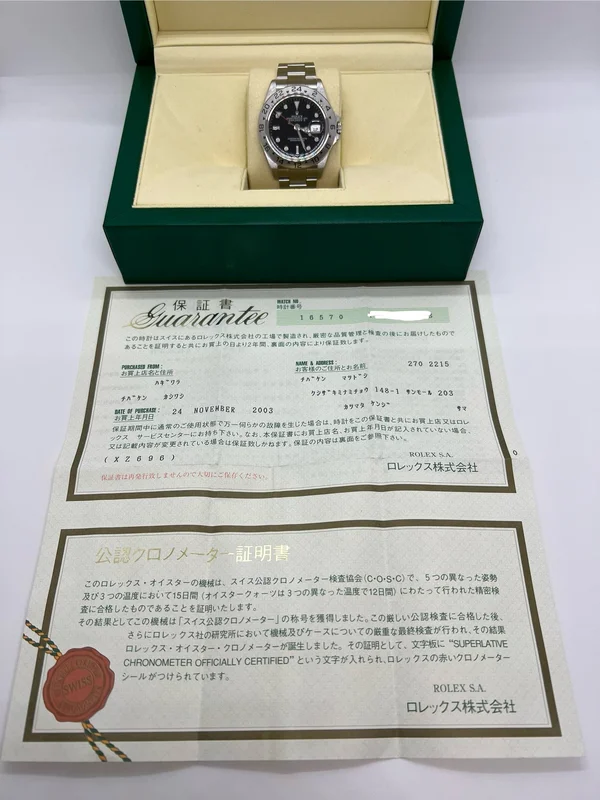 保証書
Guarantee
WATCH NO.
時計番号
16570
この時計はスイスにあるロレックス株式会社の工場で製造され、厳密な品質管理と検査の後にお届けしたもので
あることを証明すると共にお買上の日より2年間、裏面の内容により保証致します。
PURCHASED FROM:
お買上店名と住所
ハギワラ
チバケン カシワシ
NAME & ADDRESS:
お客様のご住所とお名前
270 2215
チバケン マツドシ
クシザキミナミチョウ 148-1 サンモール 203
DATE OF PURCHASE:
お買上年月日
24 NOVEMBER 2003
カワマタ ケンジ サマ
保証期間中に通常のご使用状態で万一何らかの故障を生じた場合は、時計をこの保証書と共にお買上店又はロレ
ックス サービスセンターにお持ち下さい。なお、本保証書にお買上店名、お買上年月日が記入されていない場合、
又は記載内容が変更されている場合は保証致しかねます。保証内容は裏面をご参照下さい。
(XZ696)
保証書は再発行致しませんので大切にご保存ください。
ROLEX S.A.
ロレックス株式会社
公認クロノメーター証明書
このロレックス・オイスターの機械は、スイス公認クロノメーター検査協会(C・O・S・C)で、5つの異った姿勢
及び3つの温度において15日間(オイスタークォーツは3つの異なった温度で12日間)にわたって行われた精密検
査に合格したものであることを証明いたします。
その結果としてこの機械は「スイス公認クロノメーター」の称号を獲得しました。この厳しい公認検査に合格した後、
さらにロレックス社の研究所において機械及びケースについての厳重な最終検査が行われ、その結果
ロレックス・オイスター・クロノメーターが誕生しました。その証明として、文字板に“SUPERLATIVE
CHRONOMETER OFFICIALLY CERTIFIED”という文字が入れられ、ロレックスの赤いクロノメーター
シールがつけられています。
SWISS
ROLEX S.A.
ロレックス株式会社